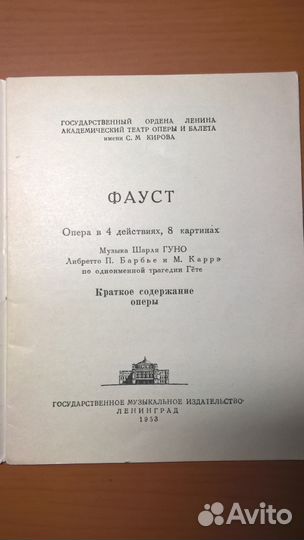 ГОСУДАРСТВЕННЫЙ ОРДЕНА ЛЕНИНА
АКАДЕМИЧЕСКИЙ ТЕАТР ОПЕРЫ И БАЛЕТА
имени С. М КИРОВА
ФАУСТ
Опера в 4 действиях, 8 картинах
Музыка Шарля ГУНО
Либретто П. Барбье и М. Каррэ
по одноименной трагедии Гёте
Краткое содержание
оперы
ГОСУДАРСТВЕННОЕ МУЗЫКАЛЬНОЕ ИЗДАТЕЛЬСТВО
ЛЕНИНГРАД
1953
Avito